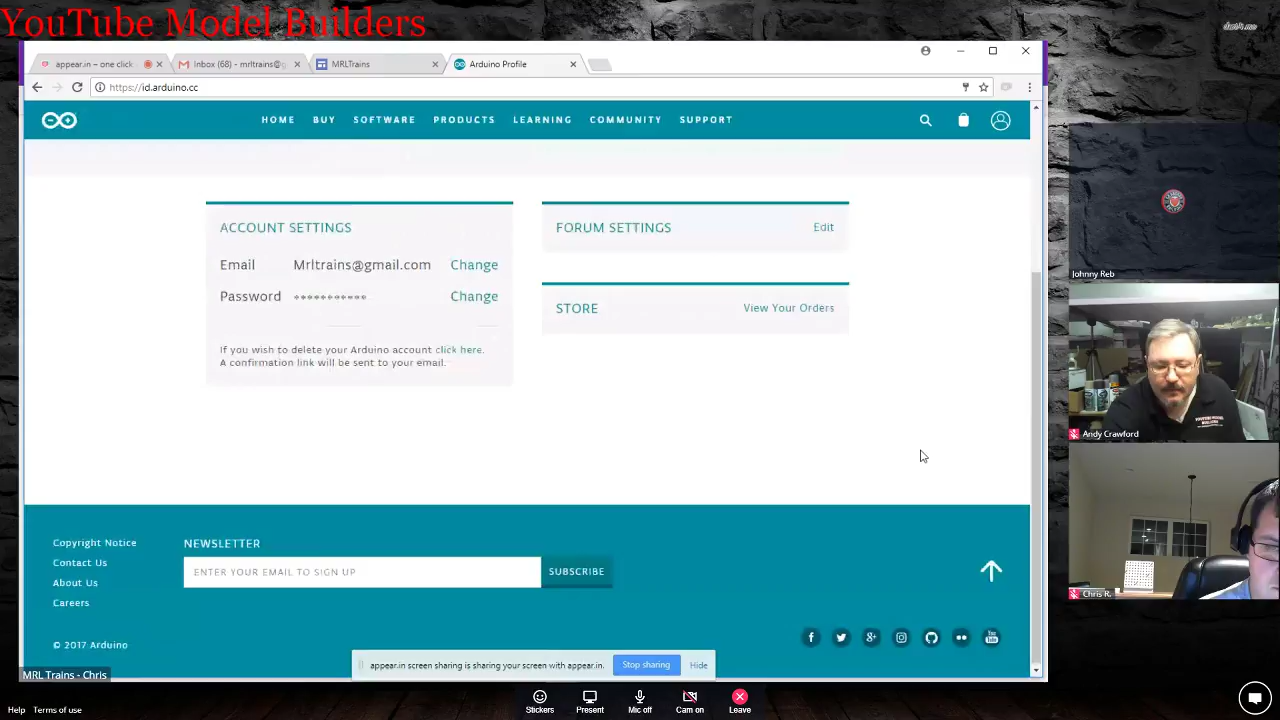 YouTube Model Builders
appear.in – one click
Inbox (68) - mrltrains@g
MRLTrains
Arduino Profile
https://id.arduino.cc
HOME BUY SOFTWARE PRODUCTS LEARNING COMMUNITY SUPPORT
ACCOUNT SETTINGS
Email Mrltrains@gmail.com Change
Password *********** Change
If you wish to delete your Arduino account click here.
A confirmation link will be sent to your email.
FORUM SETTINGS Edit
STORE View Your Orders
Copyright Notice
Contact Us
About Us
Careers
NEWSLETTER
ENTER YOUR EMAIL TO SIGN UP SUBSCRIBE
© 2017 Arduino
You Tube
MRL Trains - Chris
appear.in screen sharing is sharing your screen with appear.in. Stop sharing Hide
Johnny Reb
YOUTUBE MODEL
BUILDERS
Andy Crawford
Chris R.
Help Terms of use
Stickers Present Mic off Cam on Leave